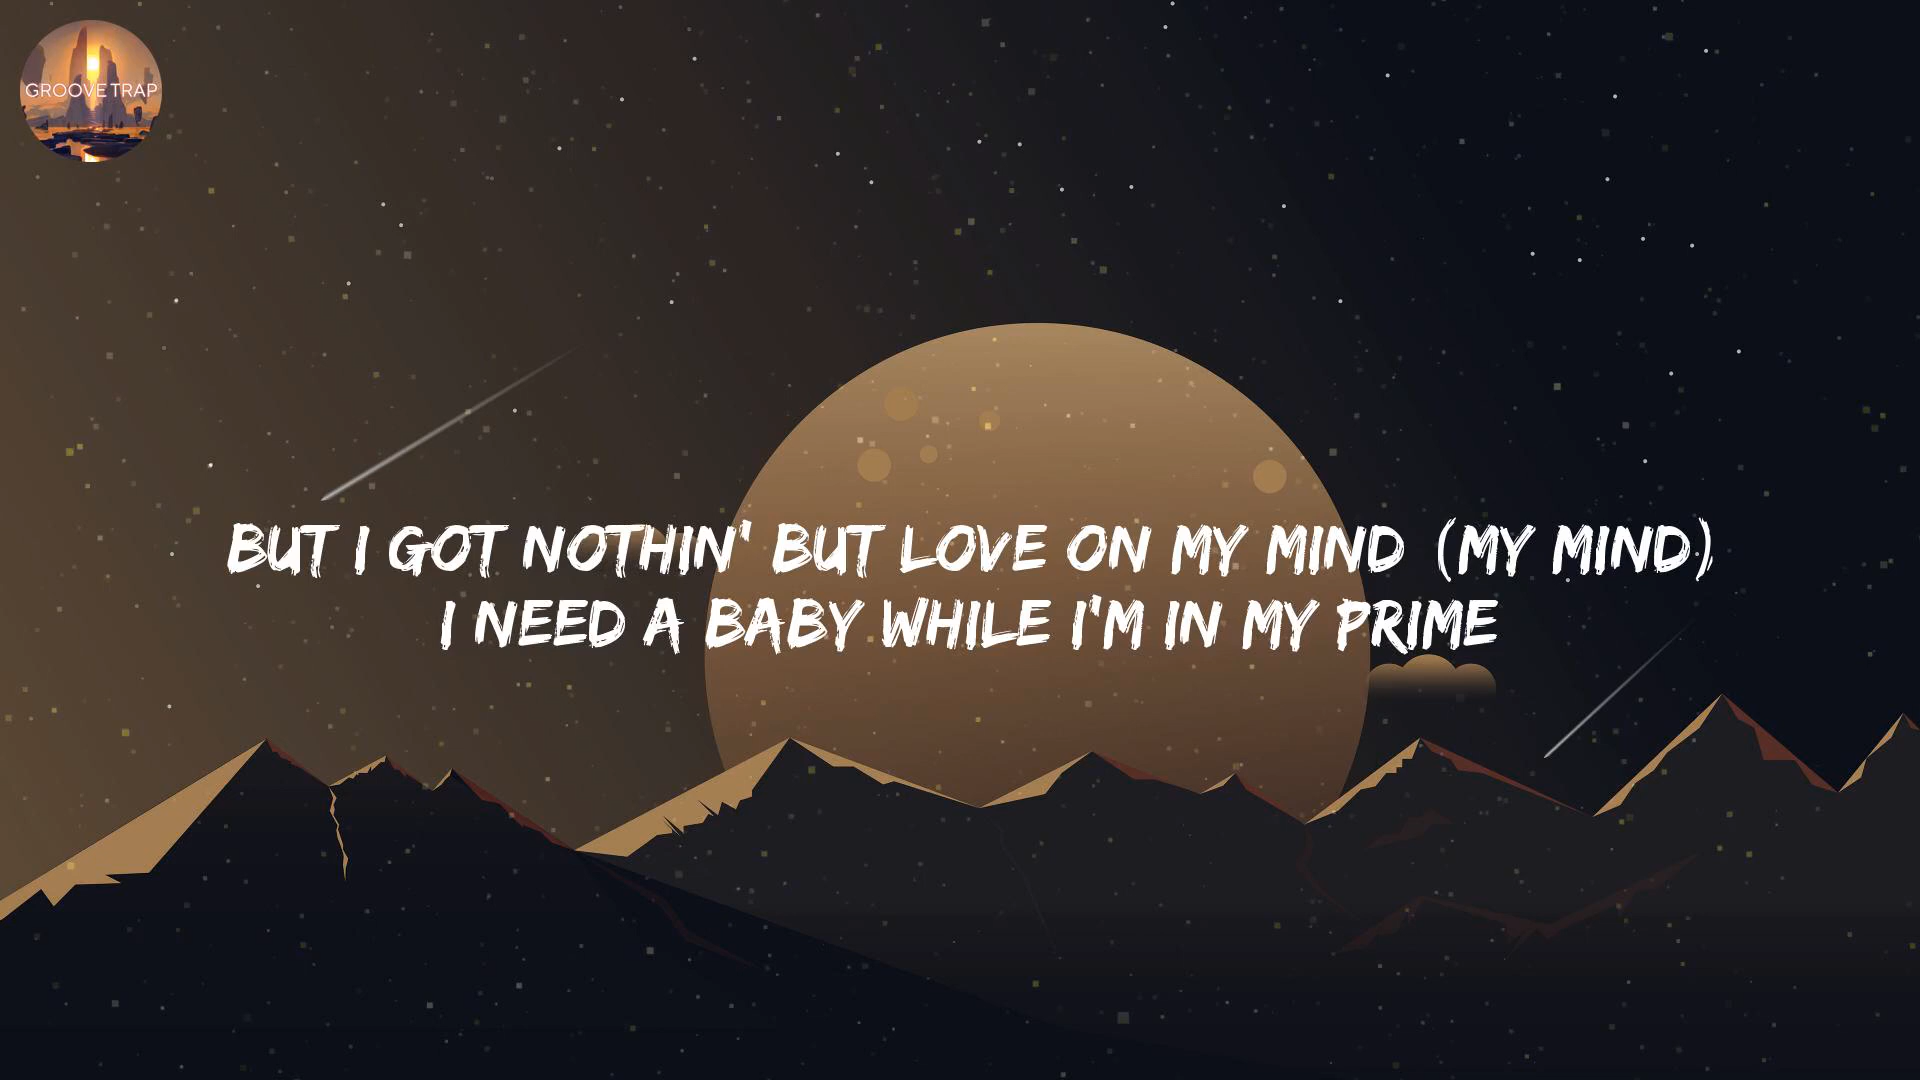 GROOVE TRAP
BUT I GOT NOTHIN' BUT LOVE ON MY MIND (MY MIND)
I NEED A BABY WHILE I'M IN MY PRIME